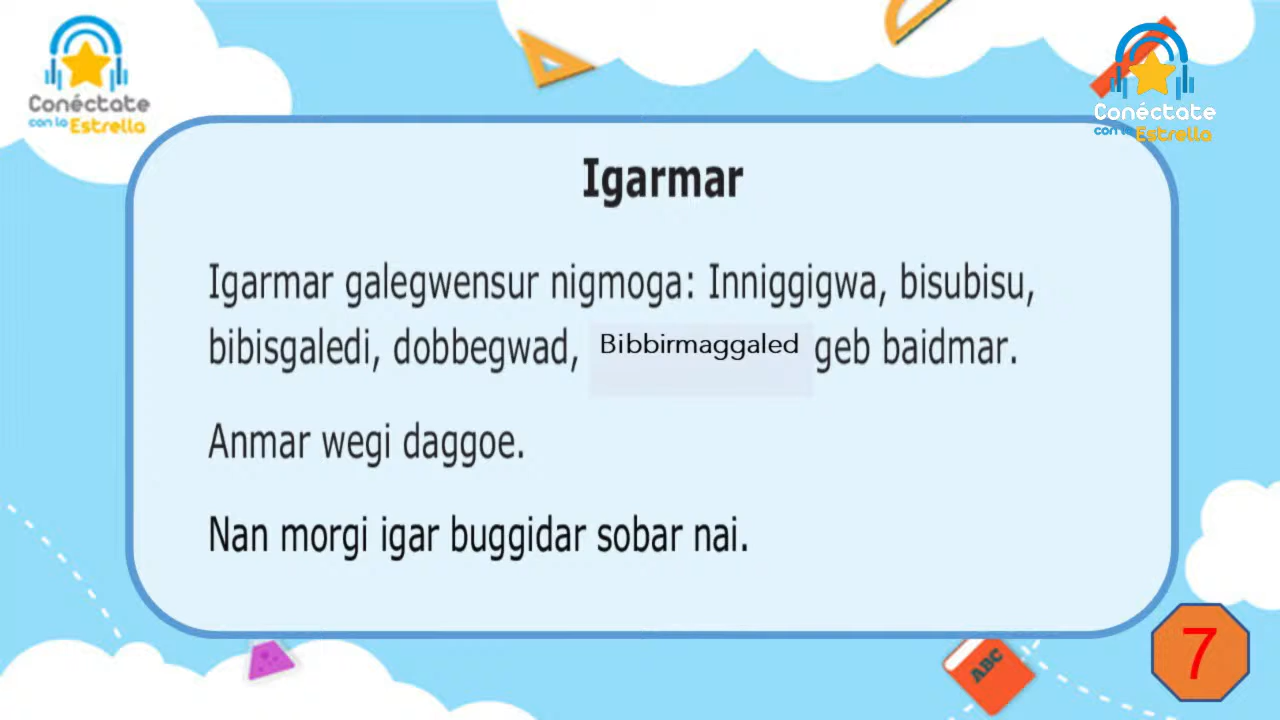 Conéctate
con la Estrella
Conéctate
con la Estrella
Igarmar
Igarmar galegwensur nigmoga: Inniggigwa, bisubisu,
bibisgaledi, dobbegwad, Bibbirmaggaled geb baidmar.
Anmar wegi daggoe.
Nan morgi igar buggidar sobar nai.
ABC
7